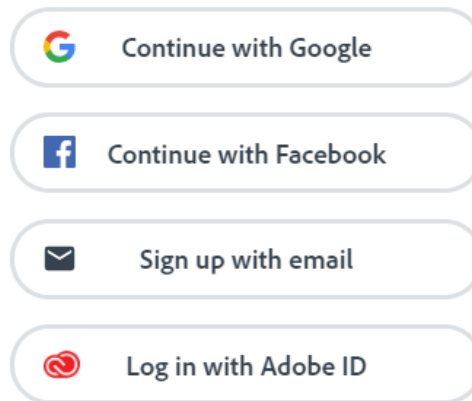 Continue with Google
Continue with Facebook
Sign up with email
Log in with Adobe ID